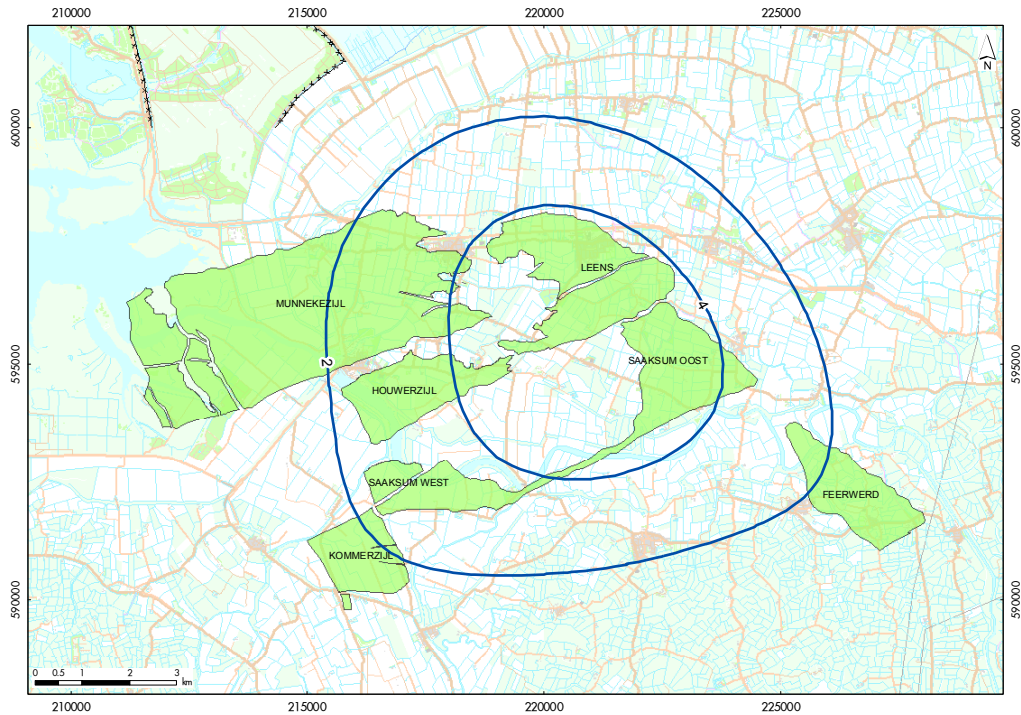 210000 215000 220000 225000
N
600000 600000
LEENS
MUNNEKEZIJL
4
SAAKSUM OOST
2
595000 595000
HOUWERZIJL
SAAKSUM WEST
FEERWERD
KOMMERZIJL
590000 590000
0 0.5 1 2 3
km
210000 215000 220000 225000